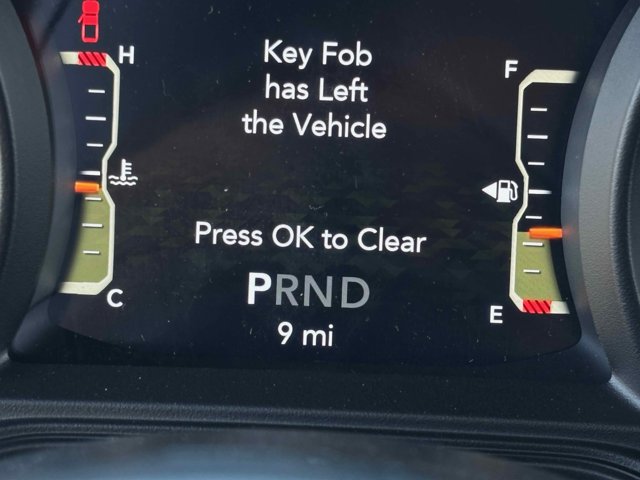 H
Key Fob
has Left
the Vehicle
F
Press OK to Clear
C
PRND
E
9 mi